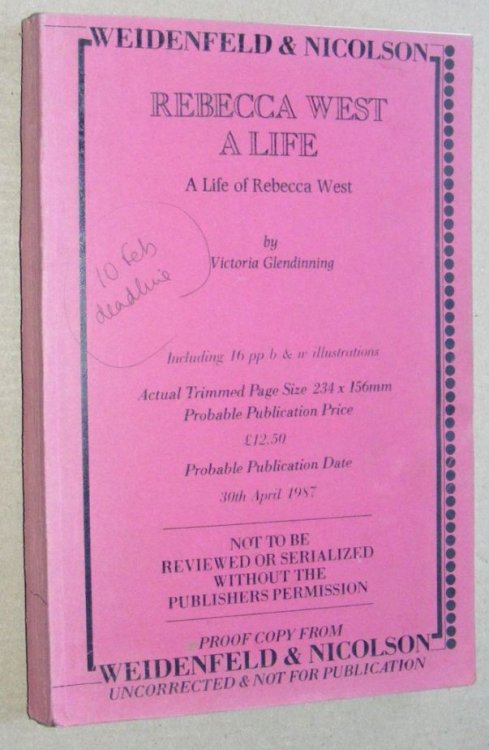 WEIDENFELD & NICOLSON
REBECCA WEST
A LIFE
A Life of Rebecca West
by
Victoria Glendinning
10 Feb
deadline
Including 16 pp b & w illustrations
Actual Trimmed Page Size 234 x 156mm
Probable Publication Price
£12.50
Probable Publication Date
30th April 1987
NOT TO BE
REVIEWED OR SERIALIZED
WITHOUT THE
PUBLISHERS PERMISSION
PROOF COPY FROM
WEIDENFELD & NICOLSON
UNCORRECTED & NOT FOR PUBLICATION